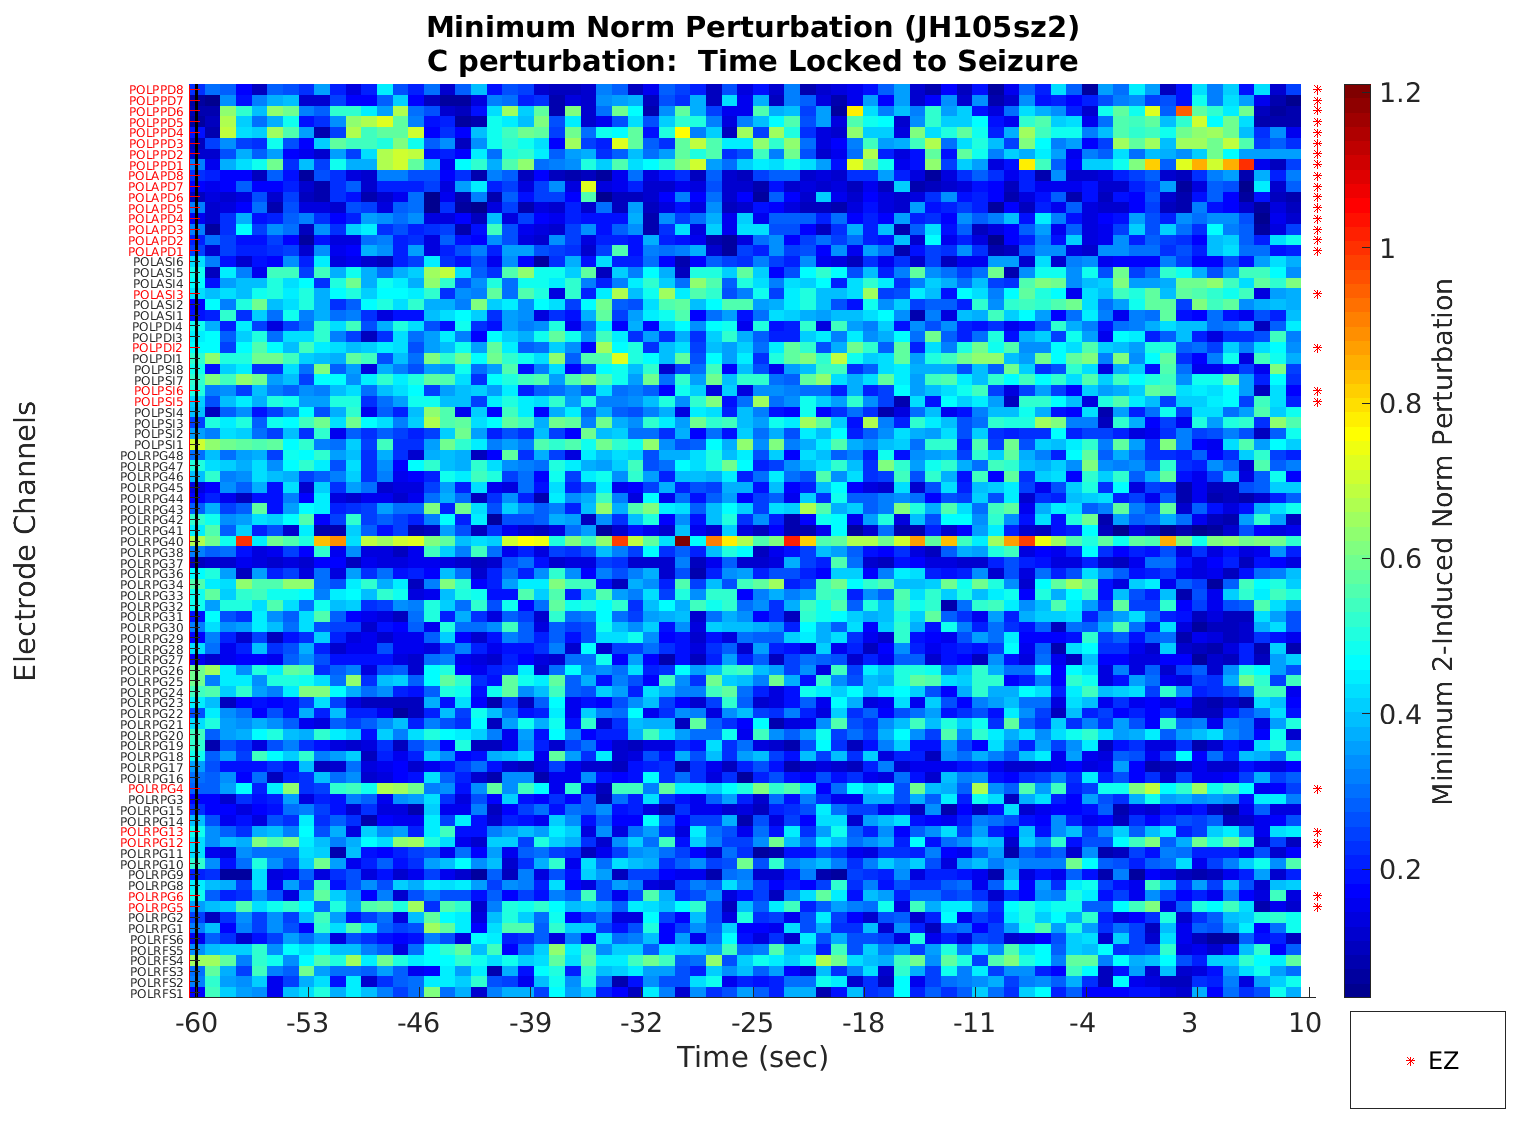 Minimum Norm Perturbation (JH105sz2)
C perturbation:  Time Locked to Seizure
Electrode Channels
POLPPD8
POLPPD7
POLPPD6
POLPPD5
POLPPD4
POLPPD3
POLPPD2
POLPPD1
POLAPD8
POLAPD7
POLAPD6
POLAPD5
POLAPD4
POLAPD3
POLAPD2
POLAPD1
POLASI6
POLASI5
POLASI4
POLASI3
POLASI2
POLASI1
POLPDI4
POLPDI3
POLPDI2
POLPDI1
POLPSI8
POLPSI7
POLPSI6
POLPSI5
POLPSI4
POLPSI3
POLPSI2
POLPSI1
POLRPG48
POLRPG47
POLRPG46
POLRPG45
POLRPG44
POLRPG43
POLRPG42
POLRPG41
POLRPG40
POLRPG38
POLRPG37
POLRPG36
POLRPG34
POLRPG33
POLRPG32
POLRPG31
POLRPG30
POLRPG29
POLRPG28
POLRPG27
POLRPG26
POLRPG25
POLRPG24
POLRPG23
POLRPG22
POLRPG21
POLRPG20
POLRPG19
POLRPG18
POLRPG17
POLRPG16
POLRPG4
POLRPG3
POLRPG15
POLRPG14
POLRPG13
POLRPG12
POLRPG11
POLRPG10
POLRPG9
POLRPG8
POLRPG6
POLRPG5
POLRPG2
POLRPG1
POLRFS6
POLRFS5
POLRFS4
POLRFS3
POLRFS2
POLRFS1
-60 -53 -46 -39 -32 -25 -18 -11 -4 3 10
Time (sec)
1.2
1
0.8
0.6
0.4
0.2
Minimum 2-Induced Norm Perturbation
EZ